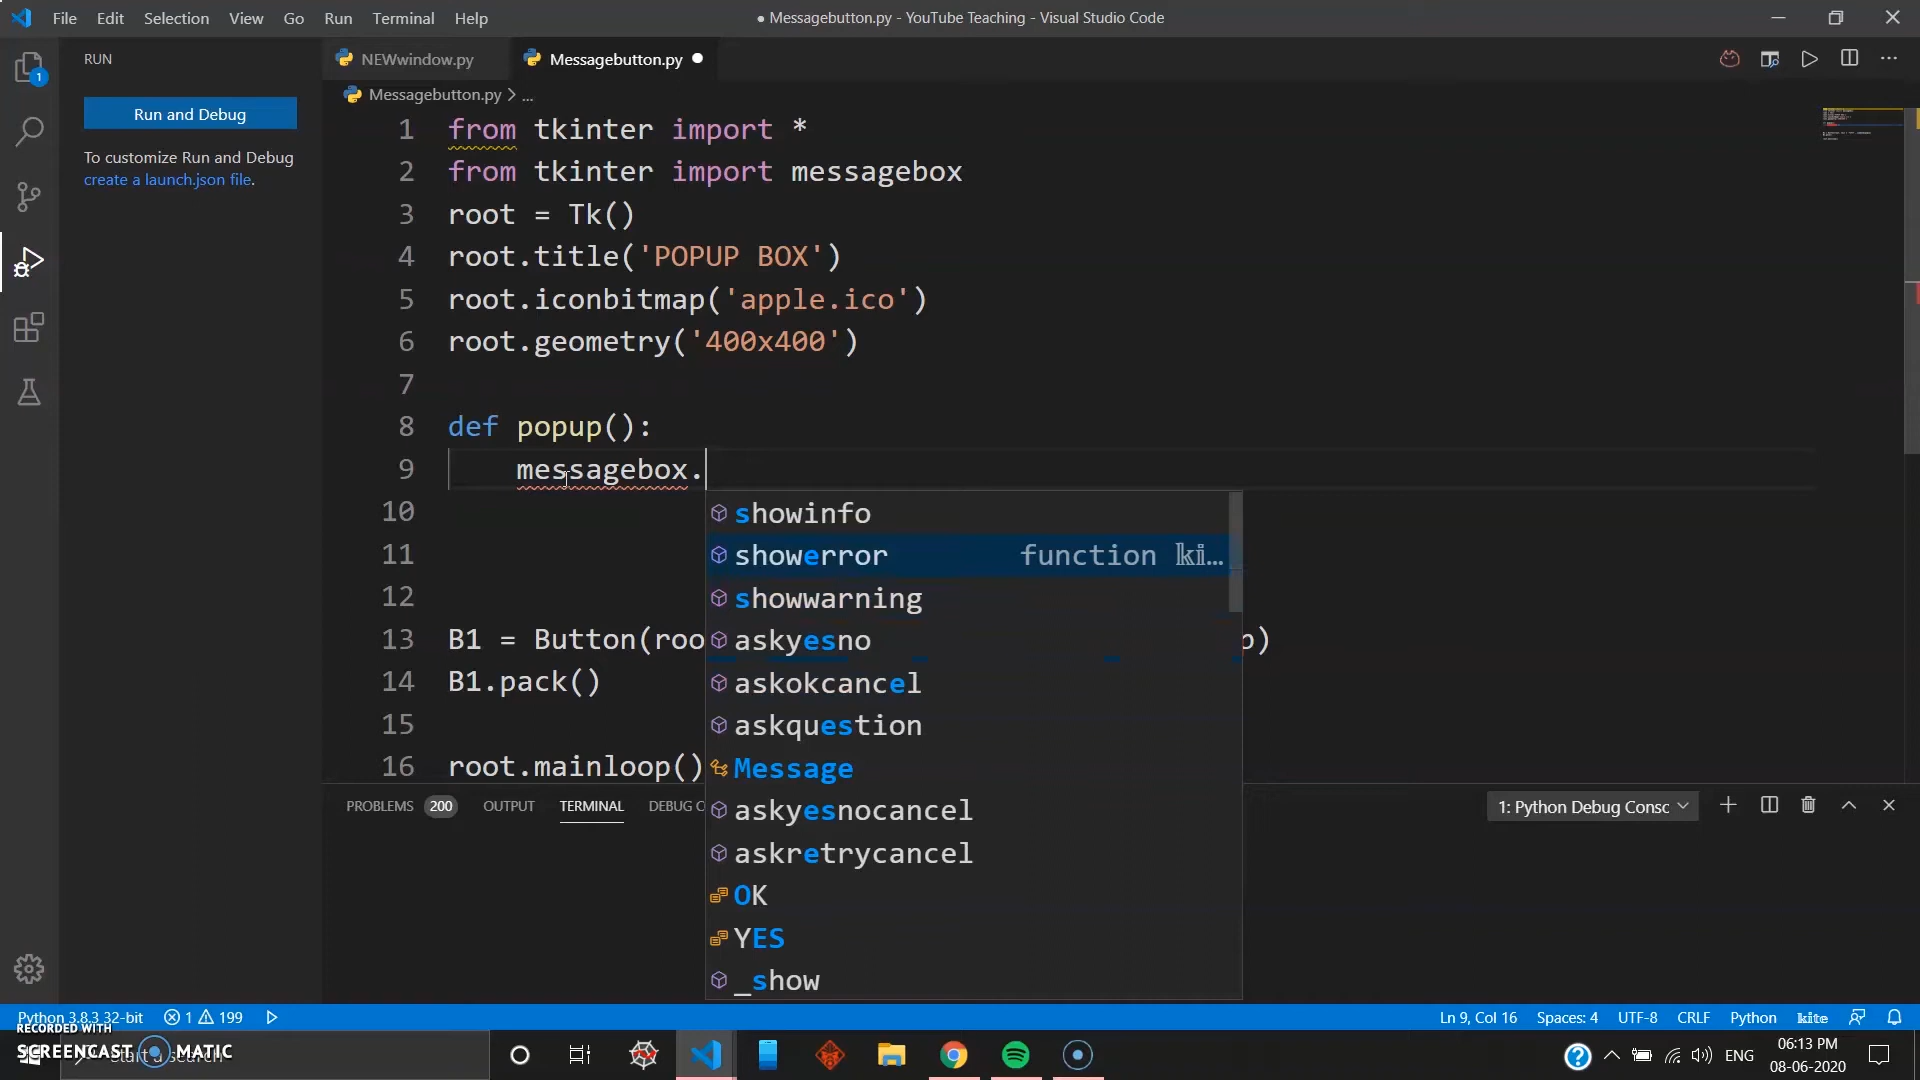 File Edit Selection View Go Run Terminal Help
● Messagebutton.py - YouTube Teaching - Visual Studio Code
RUN
NEWwindow.py
Messagebutton.py
Run and Debug
Messagebutton.py > ...
To customize Run and Debug
create a launch.json file.
1 from tkinter import *
2 from tkinter import messagebox
3 root = Tk()
4 root.title('POPUP BOX')
5 root.iconbitmap('apple.ico')
6 root.geometry('400x400')
7
8 def popup():
9 messagebox.
10
11
12
13 B1 = Button(roo p)
14 B1.pack()
15
16 root.mainloop()
showinfo
showerror function ki...
showwarning
askyesno
askokcancel
askquestion
Message
askyesnocancel
askretrycancel
OK
YES
_show
PROBLEMS 200 OUTPUT TERMINAL DEBUG C
1: Python Debug Consc
Python 3.8.3 32-bit 1 199
Ln 9, Col 16 Spaces: 4 UTF-8 CRLF Python kite
RECORDED WITH
SCREENCAST MATIC
ENG
06:13 PM
08-06-2020